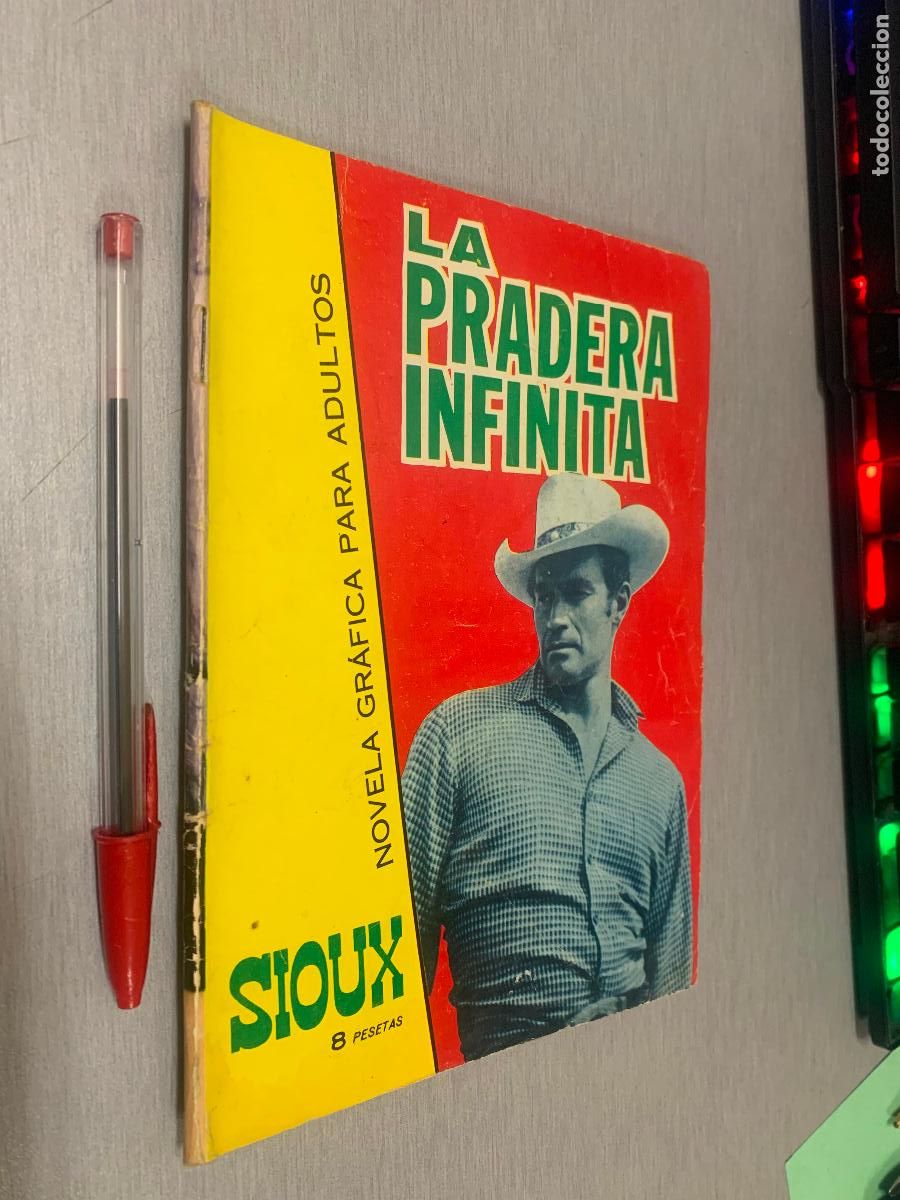 LA
PRADERA
INFINITA
NOVELA GRÁFICA PARA ADULTOS
SIOUX
8 PESETAS
todocoleccion